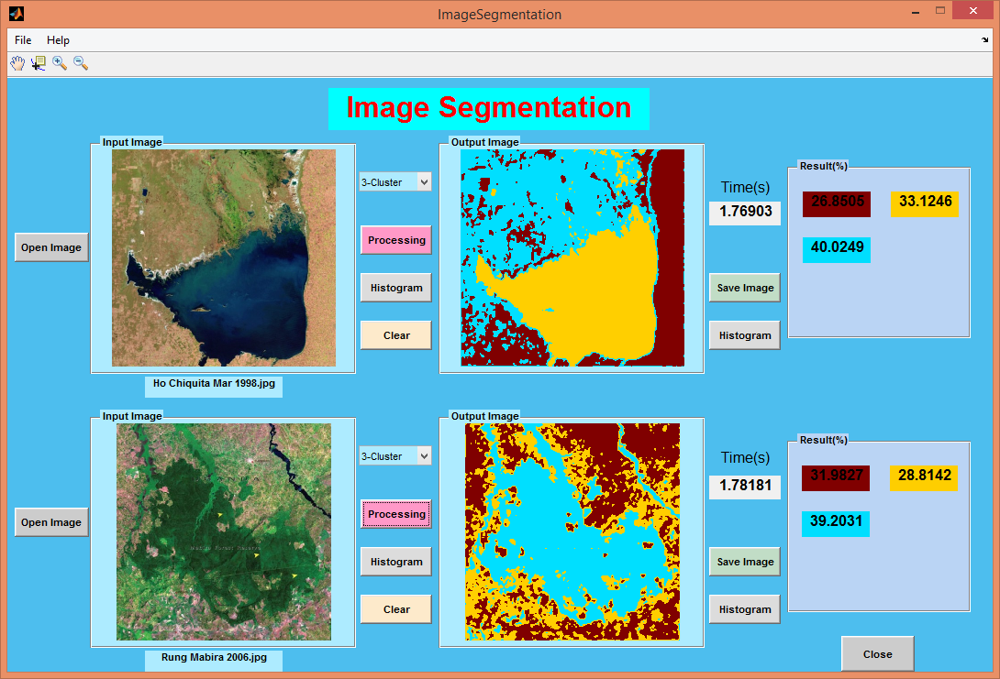 ImageSegmentation
File Help
Image Segmentation
Input Image
Output Image
Open Image
3-Cluster
Processing
Histogram
Clear
Time(s)
1.76903
Save Image
Histogram
Result(%)
26.8505 33.1246
40.0249
Ho Chiquita Mar 1998.jpg
Input Image
Output Image
Open Image
3-Cluster
Processing
Histogram
Clear
Time(s)
1.78181
Save Image
Histogram
Result(%)
31.9827 28.8142
39.2031
Mabira Forest Reserve
Rung Mabira 2006.jpg
Close